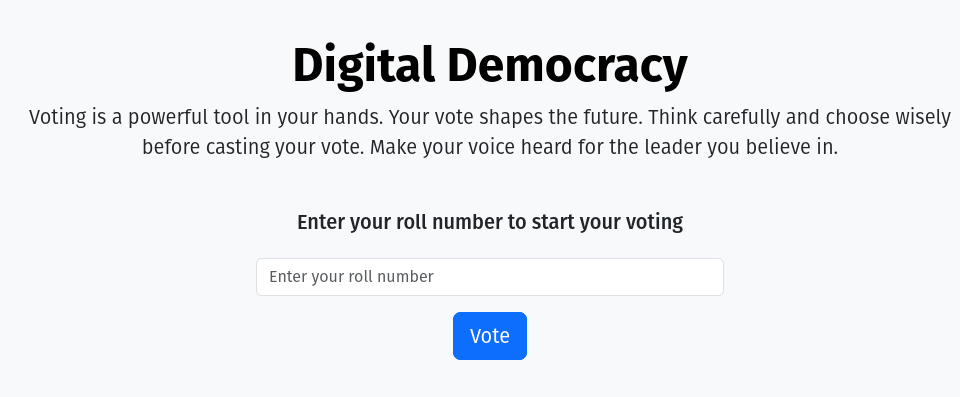 Digital Democracy
Voting is a powerful tool in your hands. Your vote shapes the future. Think carefully and choose wisely
before casting your vote. Make your voice heard for the leader you believe in.
Enter your roll number to start your voting
Enter your roll number
Vote